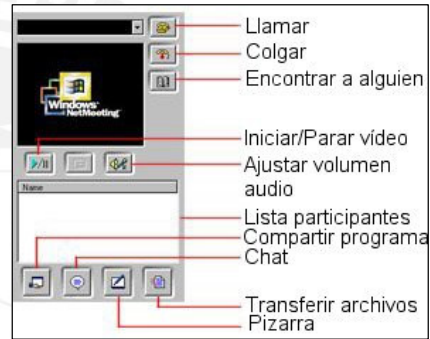 Llamar
Colgar
Encontrar a alguien
Windows
NetMeeting
Iniciar/Parar vídeo
Ajustar volumen
audio
Name
Lista participantes
Compartir programa
Chat
Transferir archivos
Pizarra